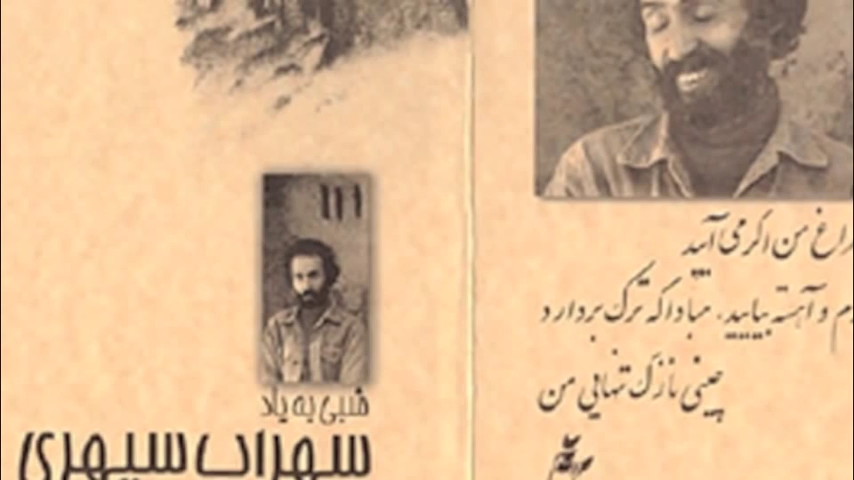 ۱۱۱
شبی به یاد
سهراب سپهری
راغ من اگر می آیید
م و آهسته بیایید. مبادا که ترک بردارد
چینی نازک تنهایی من